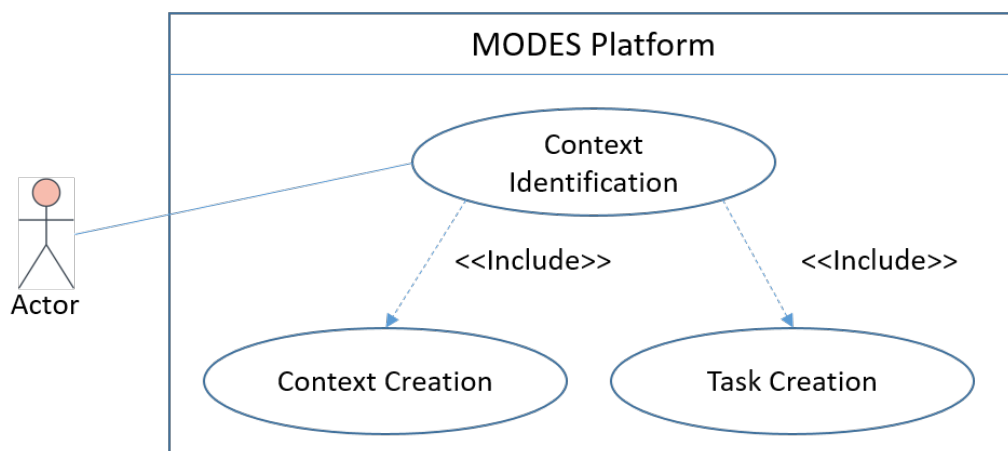 MODES Platform
Context
Identification
<<Include>>
<<Include>>
Actor
Context Creation
Task Creation